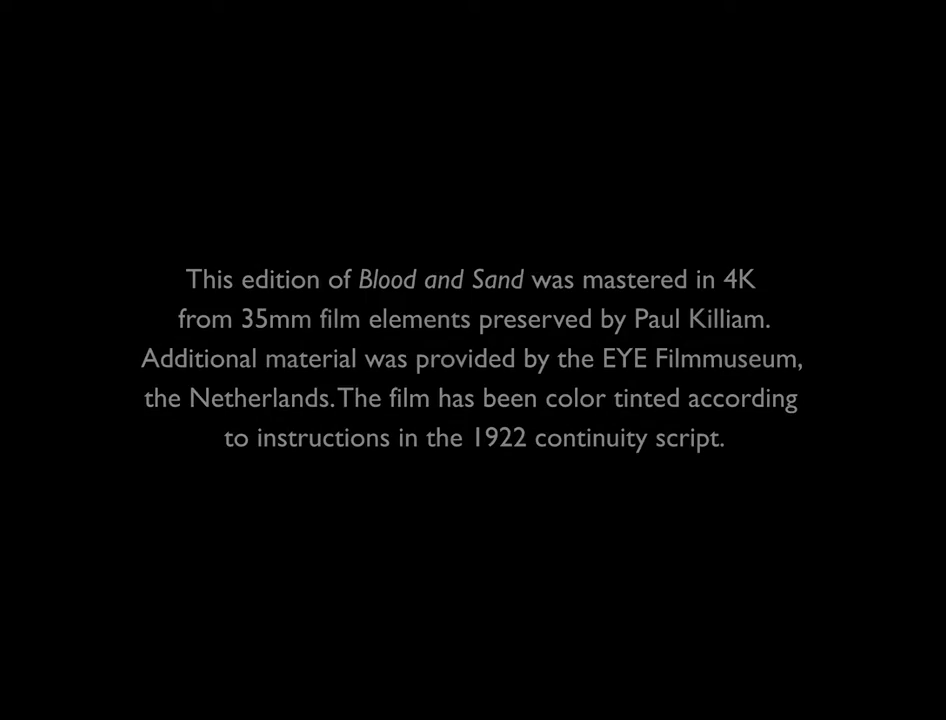 This edition of Blood and Sand was mastered in 4K
from 35mm film elements preserved by Paul Killiam.
Additional material was provided by the EYE Filmmuseum,
the Netherlands. The film has been color tinted according
to instructions in the 1922 continuity script.